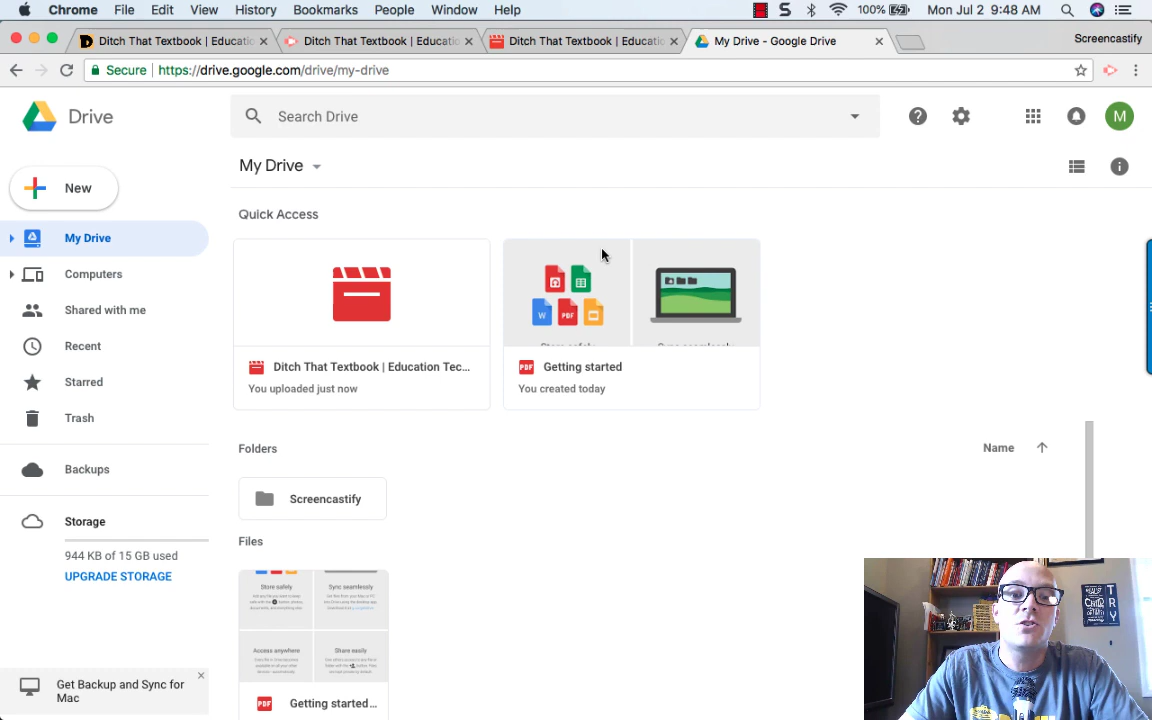 Chrome File Edit View History Bookmarks People Window Help 100% Mon Jul 2 9:48 AM
Ditch That Textbook | Educatio Ditch That Textbook | Educatio Ditch That Textbook | Educatio My Drive - Google Drive Screencastify
Secure https://drive.google.com/drive/my-drive
Drive
Search Drive
M
New
My Drive
Computers
Shared with me
Recent
Starred
Trash
Backups
Storage
944 KB of 15 GB used
UPGRADE STORAGE
Get Backup and Sync for
Mac
My Drive
Quick Access
Ditch That Textbook | Education Tec...
You uploaded just now
W PDF
PDF Getting started
You created today
Folders
Name
Screencastify
Files
Store safely
Sync seamlessly
Access anywhere
Share easily
PDF Getting started...
TRY